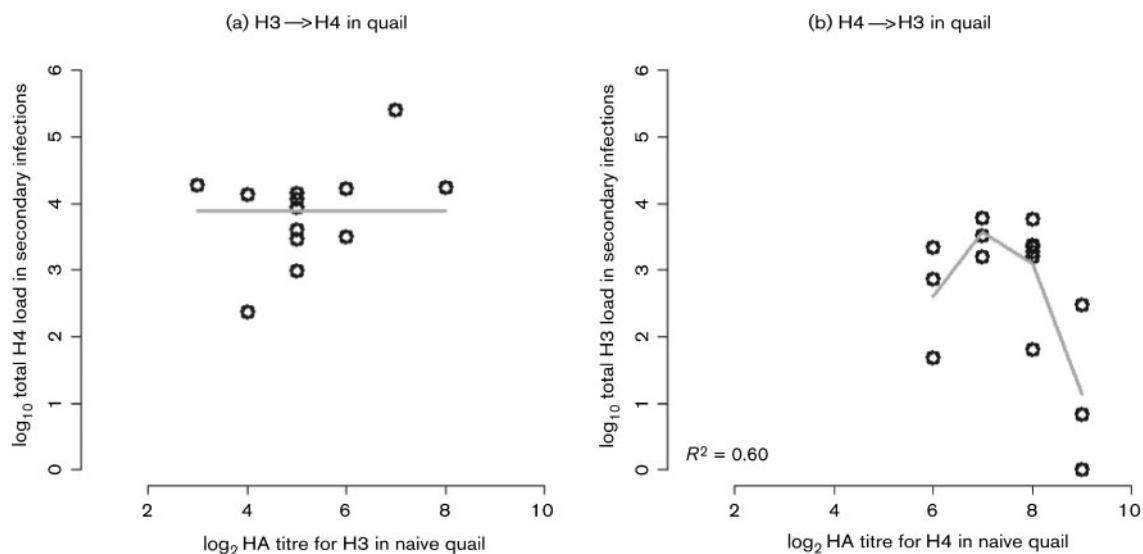 (a) H3→H4 in quail
6
5
4
3
2
1
0
log10 total H4 load in secondary infections
2 4 6 8 10
log2 HA titre for H3 in naive quail
(b) H4→H3 in quail
6
5
4
3
2
1
0
log10 total H3 load in secondary infections
R2 = 0.60
2 4 6 8 10
log2 HA titre for H4 in naive quail